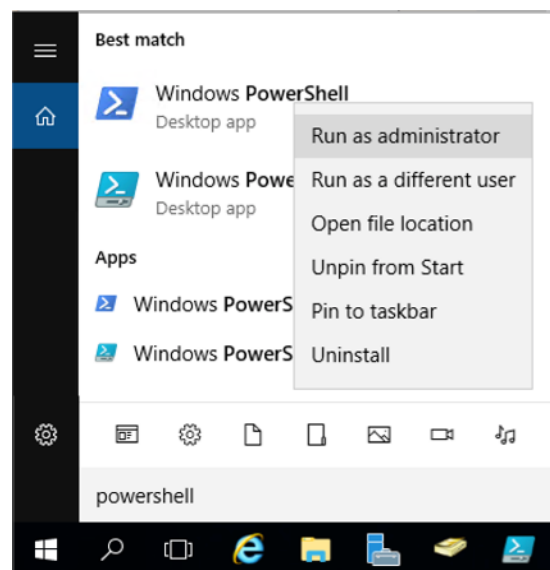 Best match
Windows PowerShell
Desktop app
Run as administrator
Windows Powe
Run as a different user
Desktop app
Open file location
Apps
Unpin from Start
Windows PowerS
Pin to taskbar
Windows PowerS
Uninstall
powershell